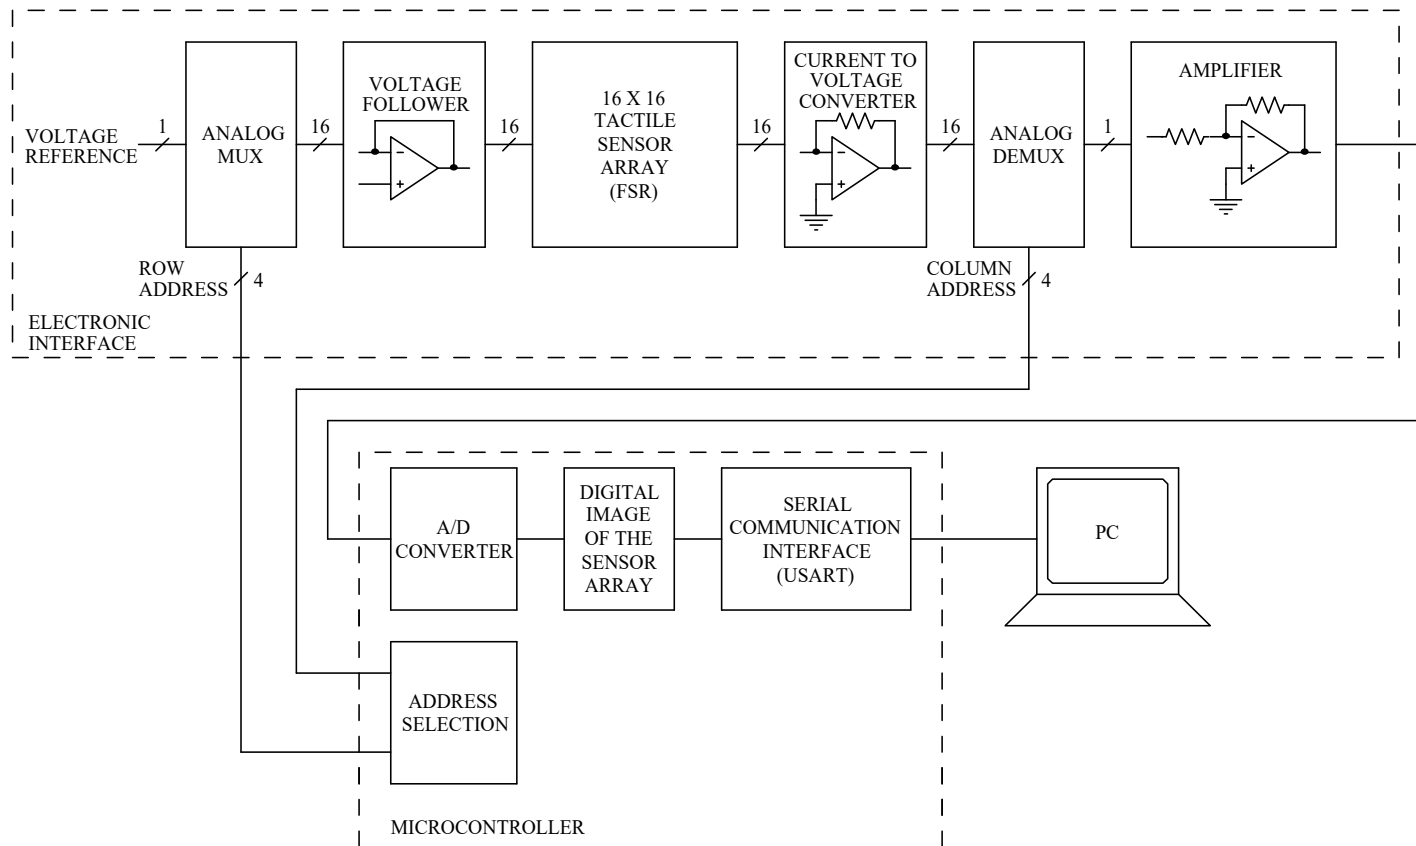 VOLTAGE
REFERENCE
1
ANALOG
MUX
16
VOLTAGE
FOLLOWER
−
+
16
16 X 16
TACTILE
SENSOR
ARRAY
(FSR)
16
CURRENT TO
VOLTAGE
CONVERTER
−
+
16
ANALOG
DEMUX
1
AMPLIFIER
−
+
ROW
ADDRESS
4
COLUMN
ADDRESS
4
ELECTRONIC
INTERFACE
A/D
CONVERTER
DIGITAL
IMAGE
OF THE
SENSOR
ARRAY
SERIAL
COMMUNICATION
INTERFACE
(USART)
PC
ADDRESS
SELECTION
MICROCONTROLLER